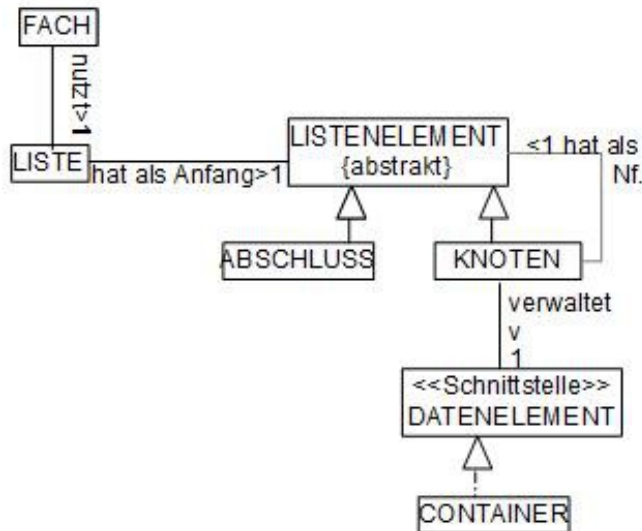 FACH
nutzt>1
LISTE
hat als Anfang>1
LISTENELEMENT
{abstrakt}
<1 hat als
Nf.
ABSCHLUSS
KNOTEN
verwaltet
v
1
<<Schnittstelle>>
DATENELEMENT
CONTAINER